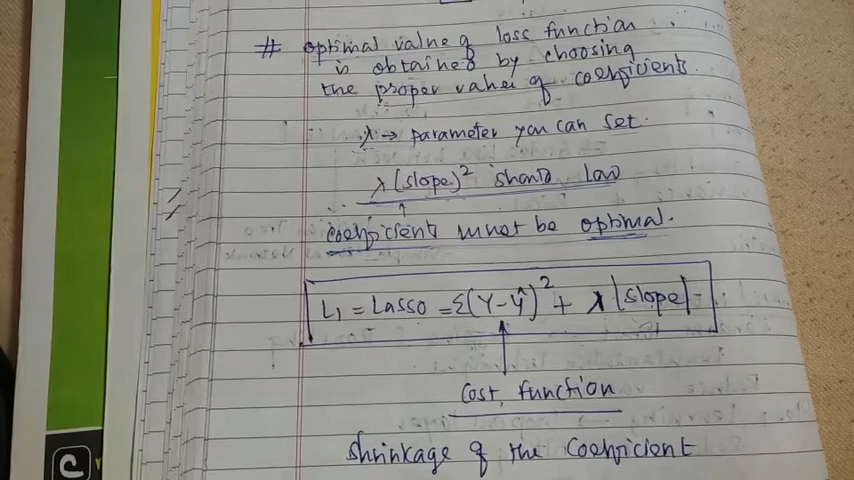 # optimal value of loss function
is obtained by choosing
the proper value of coefficients.
λ → parameter you can set.
λ (slope)² should low
coefficient must be optimal.
L₁ = Lasso = Σ(Y-Ŷ)² + λ |slope|
Cost function
shrinkage of the coefficient